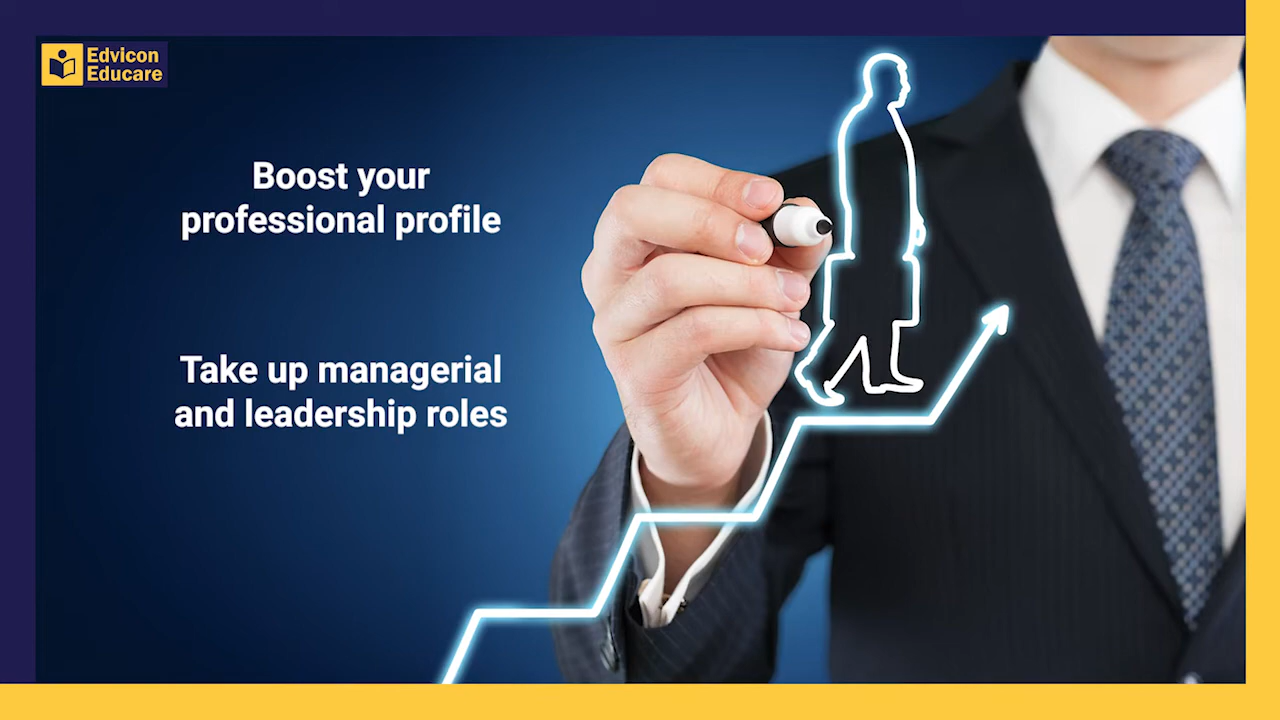 Edvicon
Educare
Boost your
professional profile
Take up managerial
and leadership roles